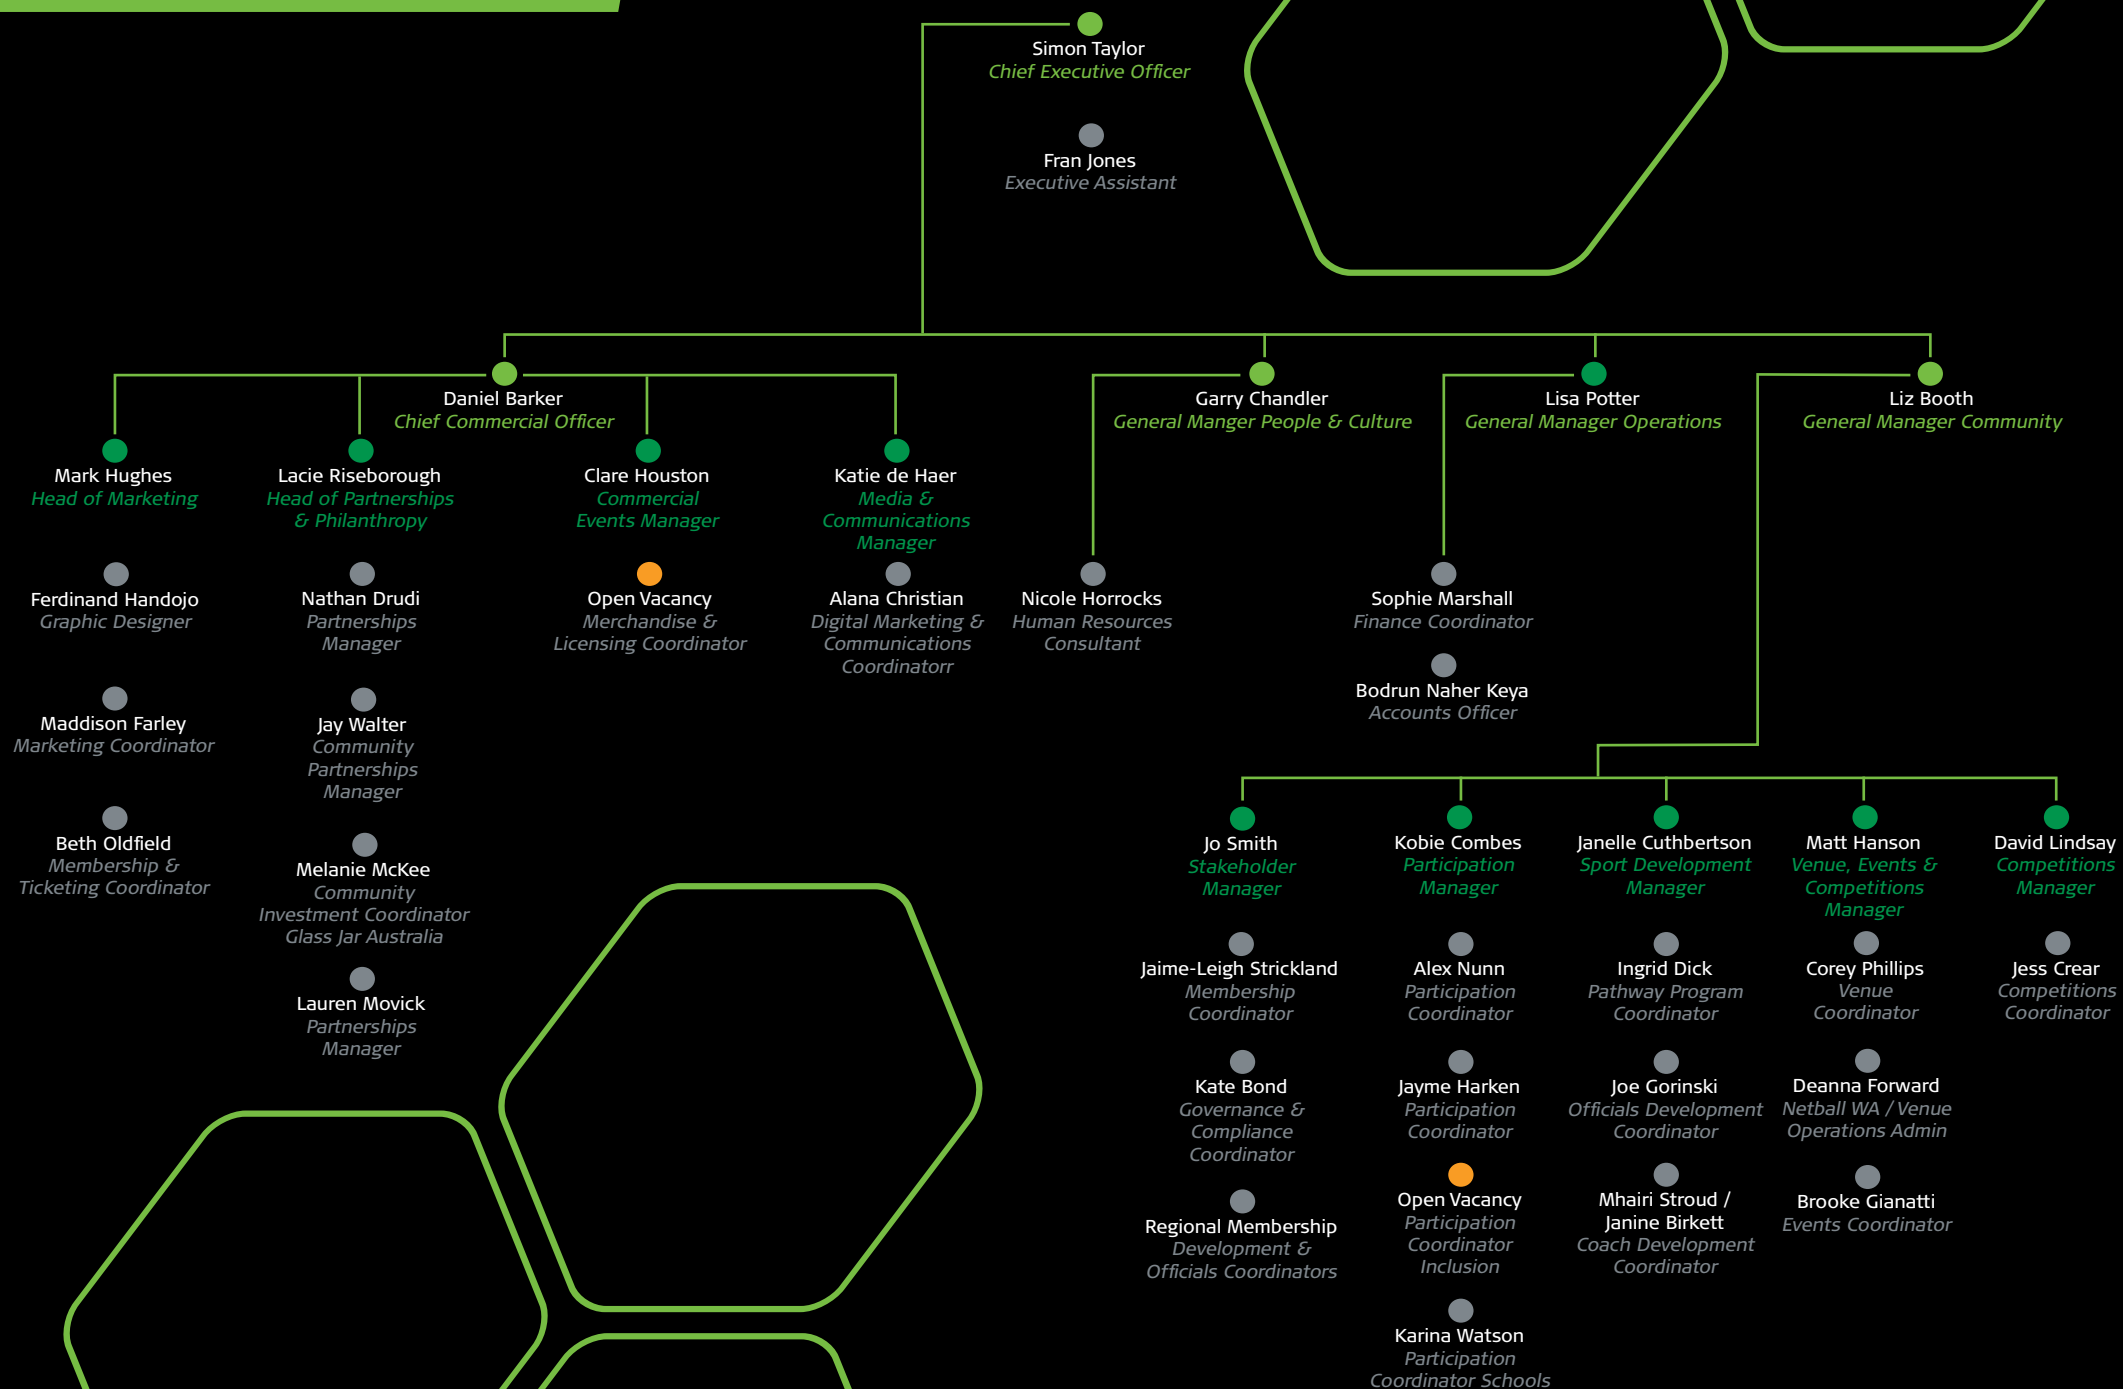 Simon Taylor
Chief Executive Officer
Fran Jones
Executive Assistant
Daniel Barker
Chief Commercial Officer
Garry Chandler
General Manger People & Culture
Lisa Potter
General Manager Operations
Liz Booth
General Manager Community
Mark Hughes
Head of Marketing
Lacie Riseborough
Head of Partnerships
& Philanthropy
Clare Houston
Commercial
Events Manager
Katie de Haer
Media &
Communications
Manager
Ferdinand Handojo
Graphic Designer
Nathan Drudi
Partnerships
Manager
Open Vacancy
Merchandise &
Licensing Coordinator
Alana Christian
Digital Marketing &
Communications
Coordinatorr
Nicole Horrocks
Human Resources
Consultant
Sophie Marshall
Finance Coordinator
Bodrun Naher Keya
Accounts Officer
Maddison Farley
Marketing Coordinator
Jay Walter
Community
Partnerships
Manager
Beth Oldfield
Membership &
Ticketing Coordinator
Melanie McKee
Community
Investment Coordinator
Glass Jar Australia
Lauren Movick
Partnerships
Manager
Jo Smith
Stakeholder
Manager
Kobie Combes
Participation
Manager
Janelle Cuthbertson
Sport Development
Manager
Matt Hanson
Venue, Events &
Competitions
Manager
David Lindsay
Competitions
Manager
Jaime-Leigh Strickland
Membership
Coordinator
Alex Nunn
Participation
Coordinator
Ingrid Dick
Pathway Program
Coordinator
Corey Phillips
Venue
Coordinator
Jess Crear
Competitions
Coordinator
Kate Bond
Governance &
Compliance
Coordinator
Jayme Harken
Participation
Coordinator
Joe Gorinski
Officials Development
Coordinator
Deanna Forward
Netball WA / Venue
Operations Admin
Regional Membership
Development &
Officials Coordinators
Open Vacancy
Participation
Coordinator
Inclusion
Mhairi Stroud /
Janine Birkett
Coach Development
Coordinator
Brooke Gianatti
Events Coordinator
Karina Watson
Participation
Coordinator Schools